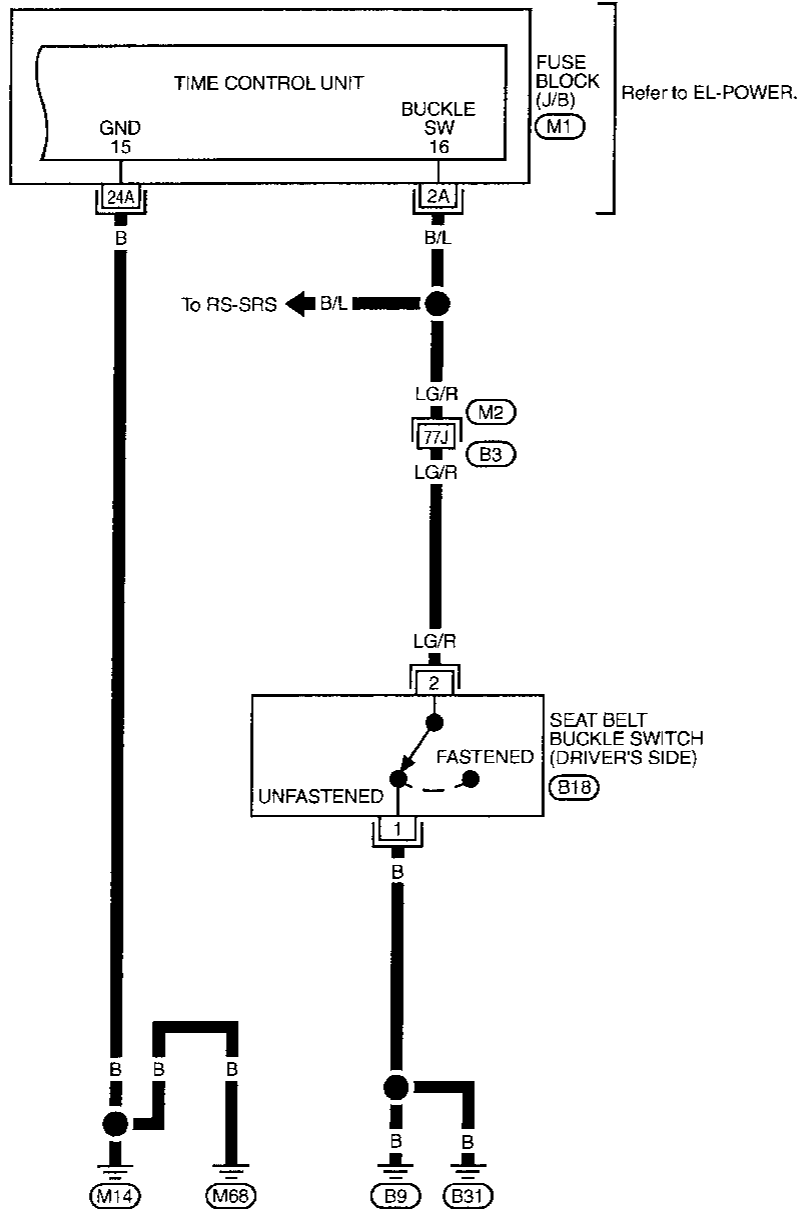 TIME CONTROL UNIT
GND
15
BUCKLE
SW
16
FUSE
BLOCK
(J/B)
M1
Refer to EL-POWER.
24A
2A
B
B/L
To RS-SRS
B/L
LG/R
M2
77J
B3
LG/R
LG/R
2
SEAT BELT
BUCKLE SWITCH
(DRIVER'S SIDE)
B18
FASTENED
UNFASTENED
1
B
B
B
B
B
B
M14
M68
B9
B31